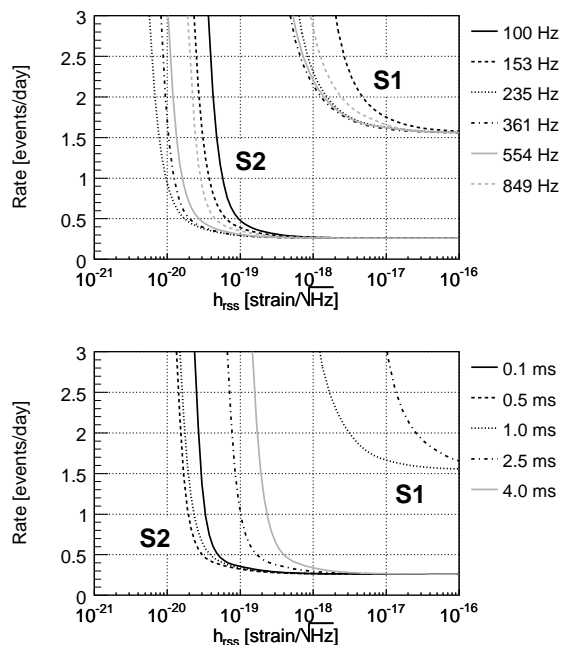 3
2.5
2
1.5
1
0.5
0
Rate [events/day]
S1
S2
10⁻²¹ 10⁻²⁰ 10⁻¹⁹ 10⁻¹⁸ 10⁻¹⁷ 10⁻¹⁶
h_rss [strain/√Hz]
100 Hz
153 Hz
235 Hz
361 Hz
554 Hz
849 Hz
3
2.5
2
1.5
1
0.5
0
Rate [events/day]
S1
S2
10⁻²¹ 10⁻²⁰ 10⁻¹⁹ 10⁻¹⁸ 10⁻¹⁷ 10⁻¹⁶
h_rss [strain/√Hz]
0.1 ms
0.5 ms
1.0 ms
2.5 ms
4.0 ms